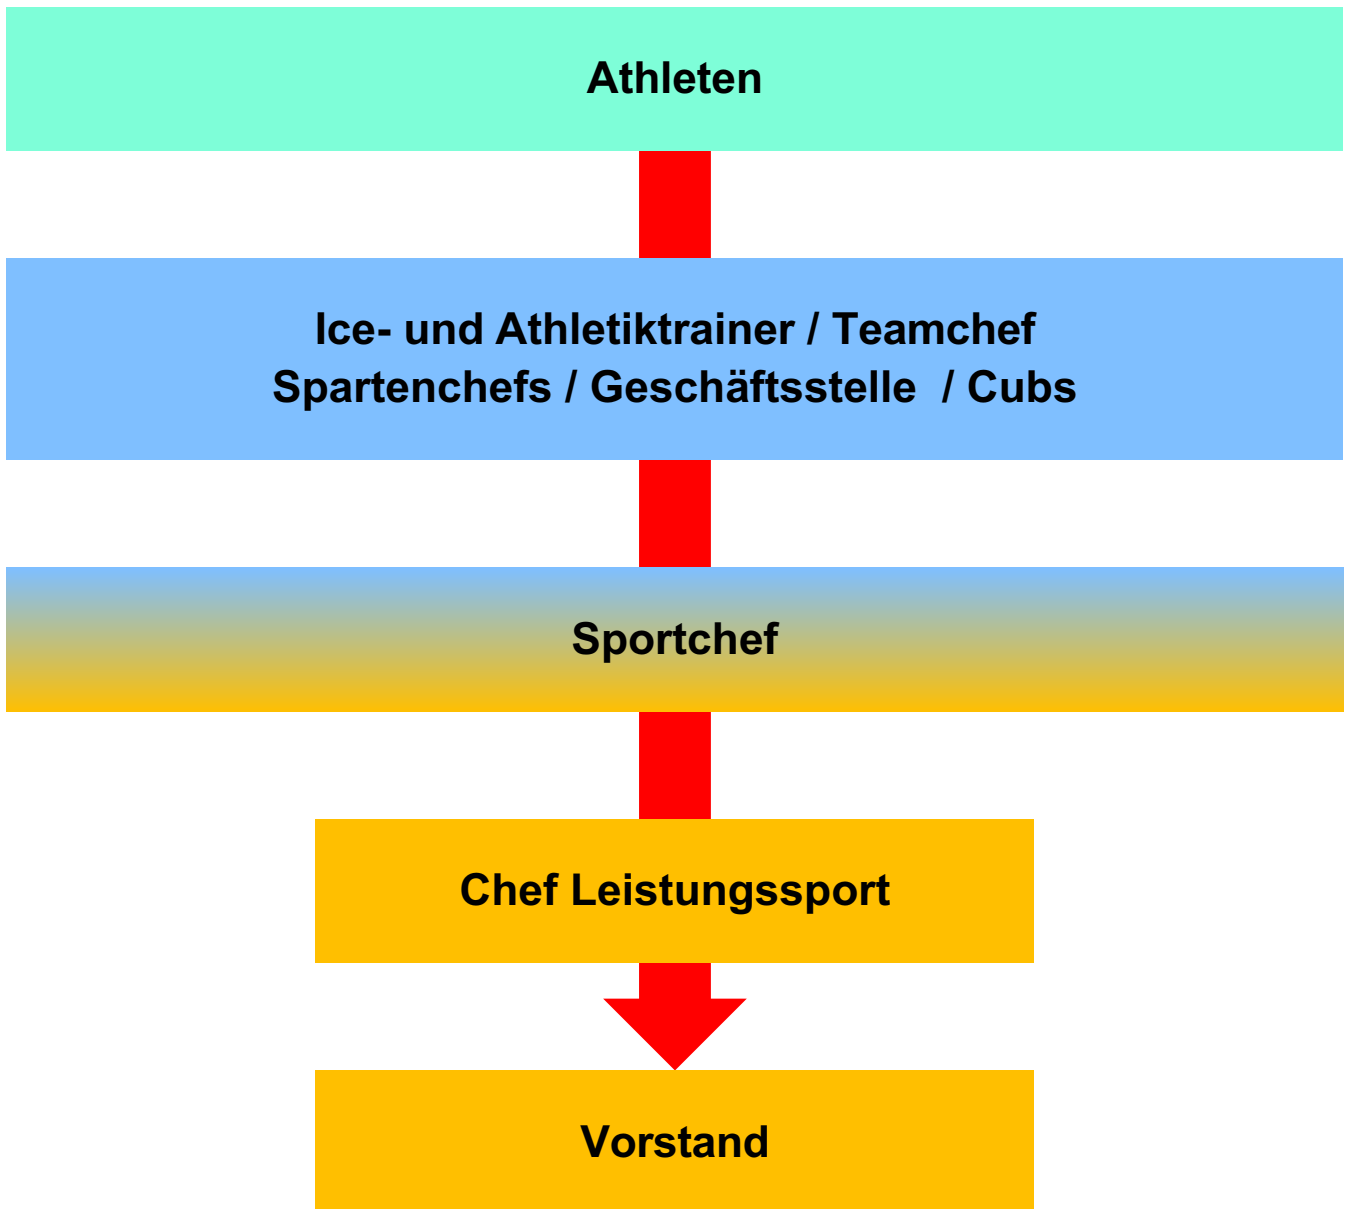 Athleten
Ice- und Athletiktrainer / Teamchef
Spartenchefs / Geschäftsstelle / Cubs
Sportchef
Chef Leistungssport
Vorstand